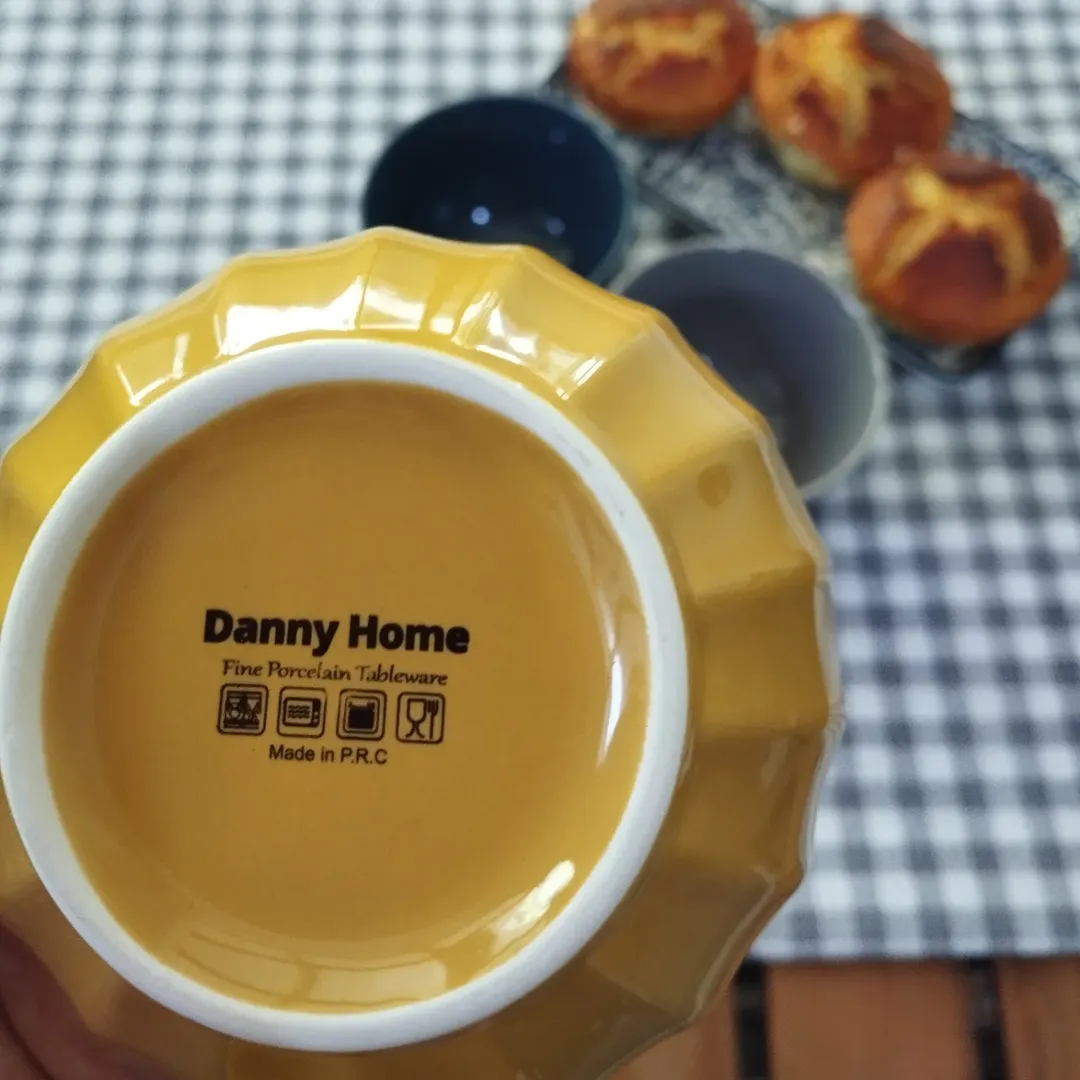 Danny Home
Fine Porcelain Tableware
Made in P.R.C